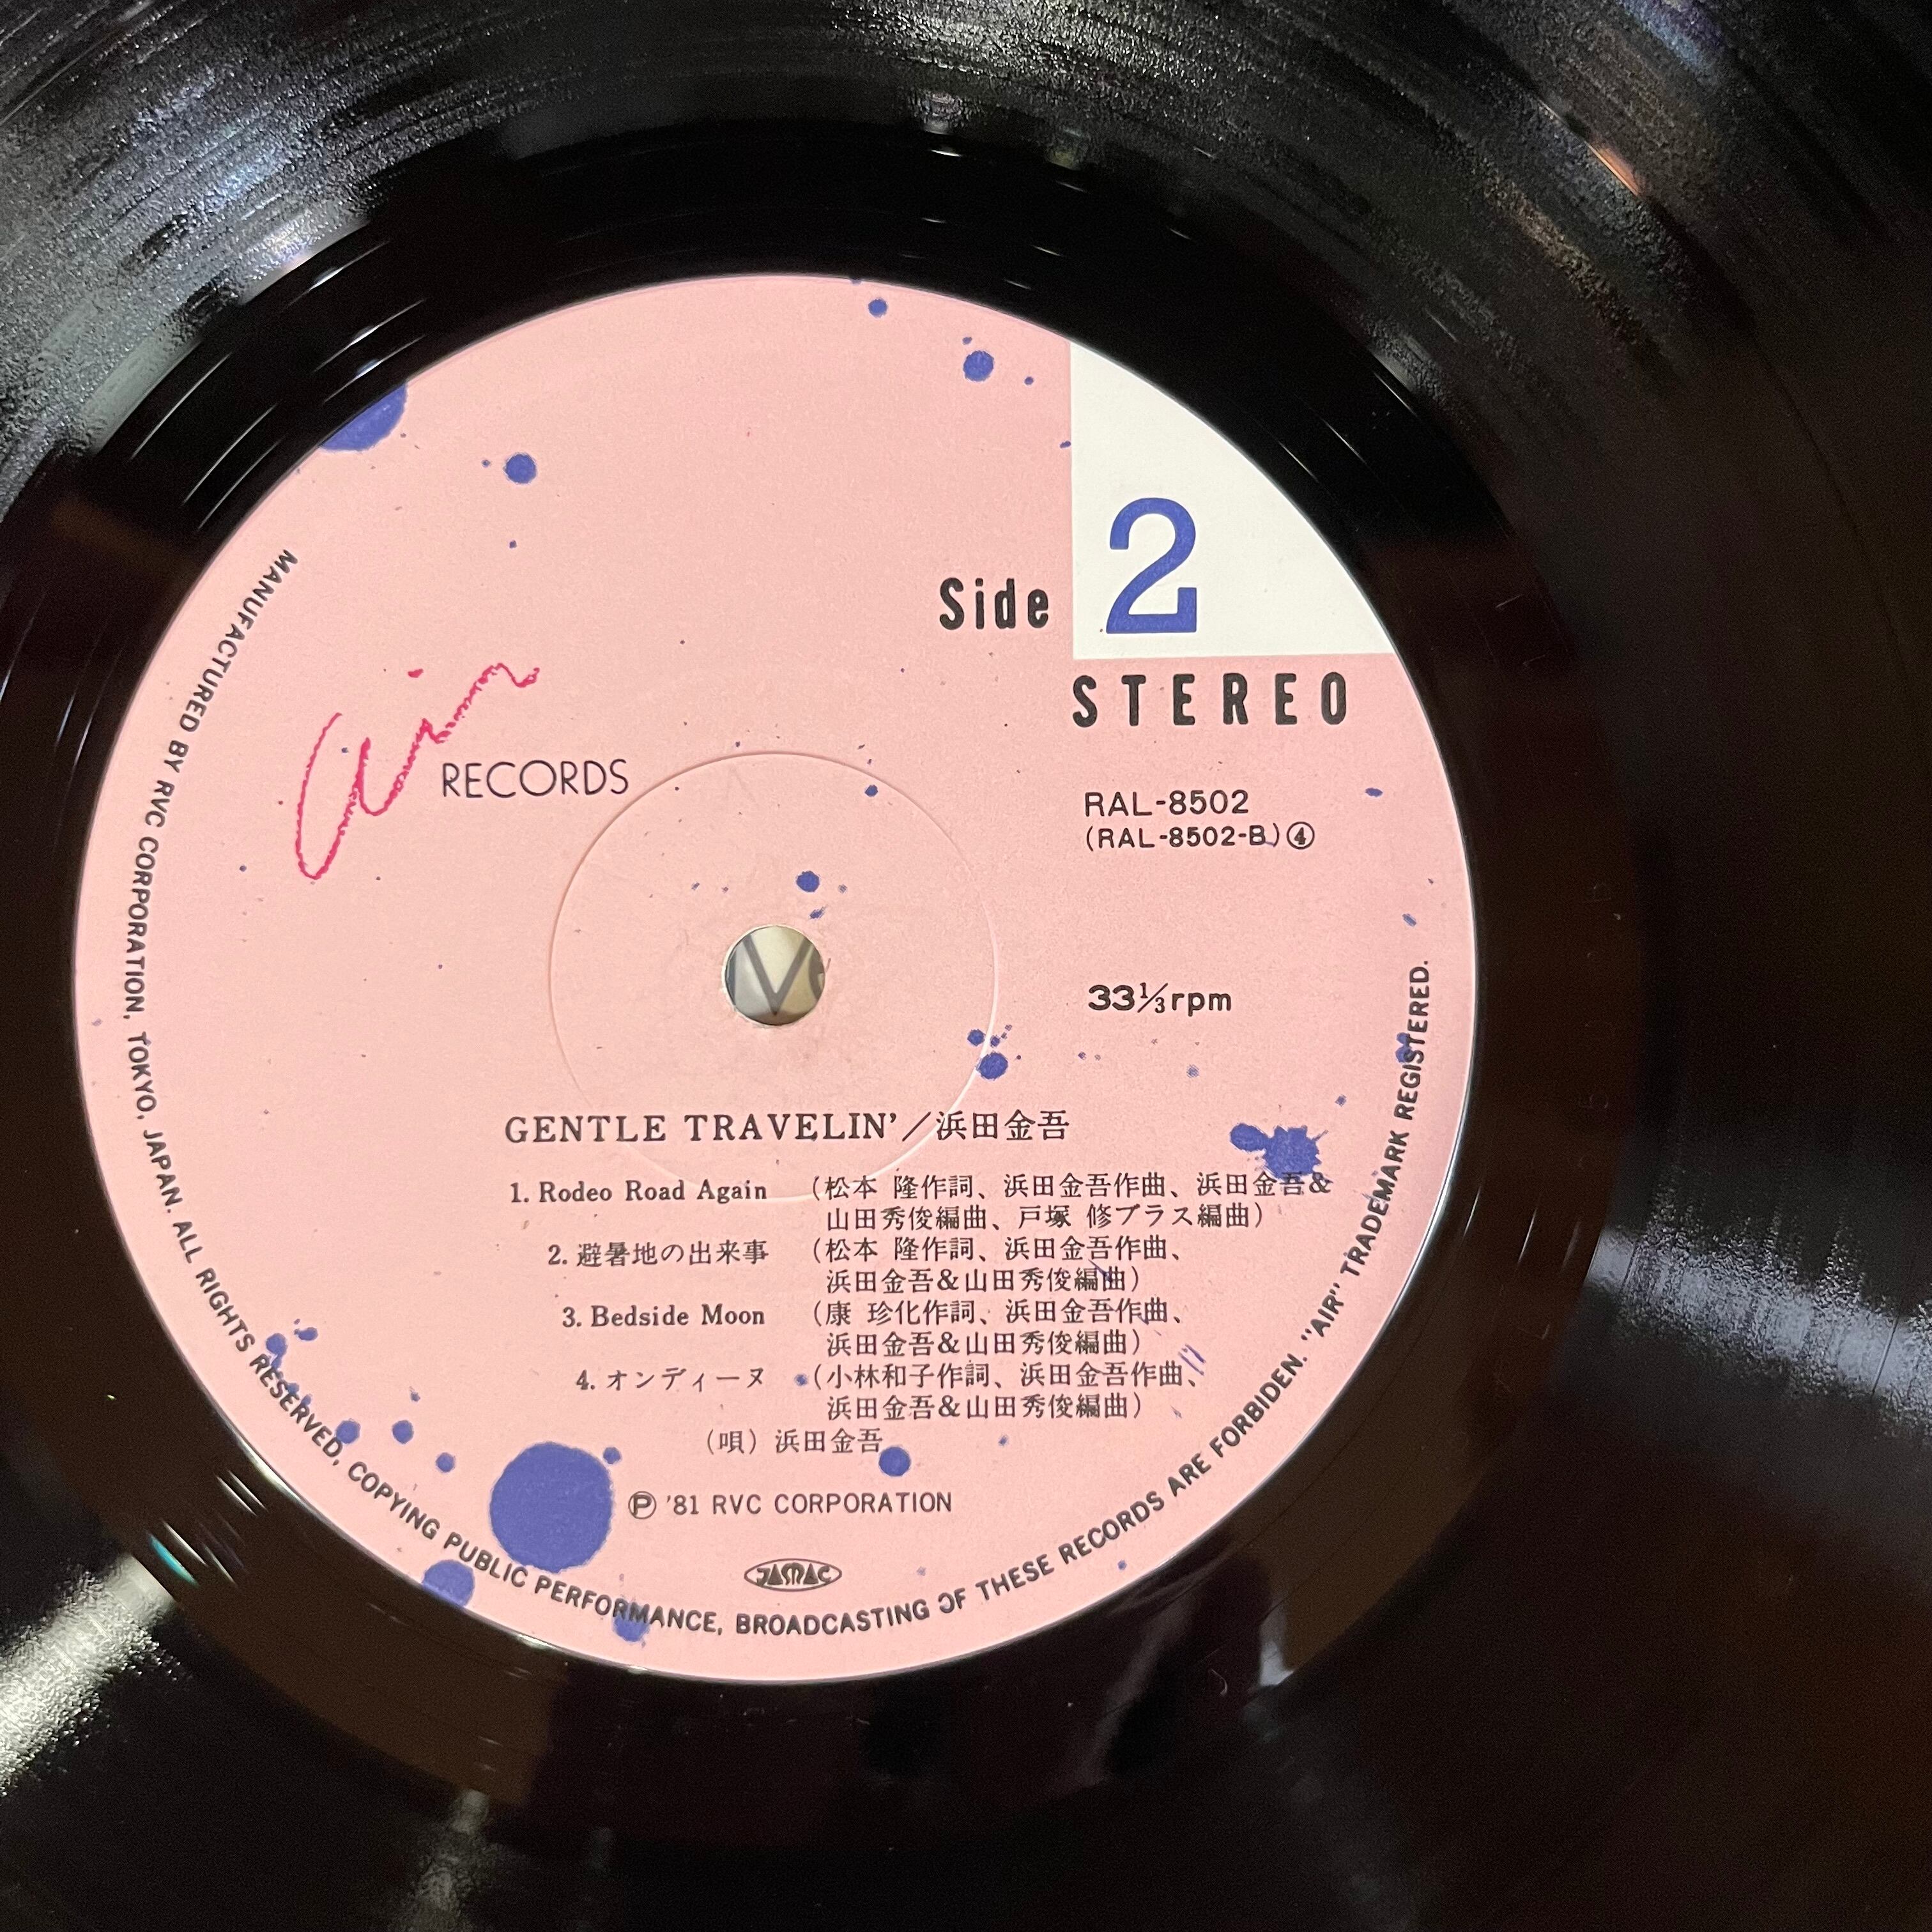 Side 2
STEREO
air RECORDS
RAL-8502
(RAL-8502-B)④
33⅓rpm
GENTLE TRAVELIN'／浜田金吾
1. Rodeo Road Again （松本 隆作詞、浜田金吾作曲、浜田金吾&
山田秀俊編曲、戸塚 修ブラス編曲）
2. 避暑地の出来事 （松本 隆作詞、浜田金吾作曲、
浜田金吾&山田秀俊編曲）
3. Bedside Moon （康 珍化作詞、浜田金吾作曲、
浜田金吾&山田秀俊編曲）
4. オンディーヌ （小林和子作詞、浜田金吾作曲、
浜田金吾&山田秀俊編曲）
（唄）浜田金吾
Ⓟ '81 RVC CORPORATION
JASRAC
MANUFACTURED BY RVC CORPORATION, TOKYO, JAPAN. ALL RIGHTS RESERVED, COPYING PUBLIC PERFORMANCE, BROADCASTING OF THESE RECORDS ARE FORBIDEN. "AIR" TRADEMARK REGISTERED.